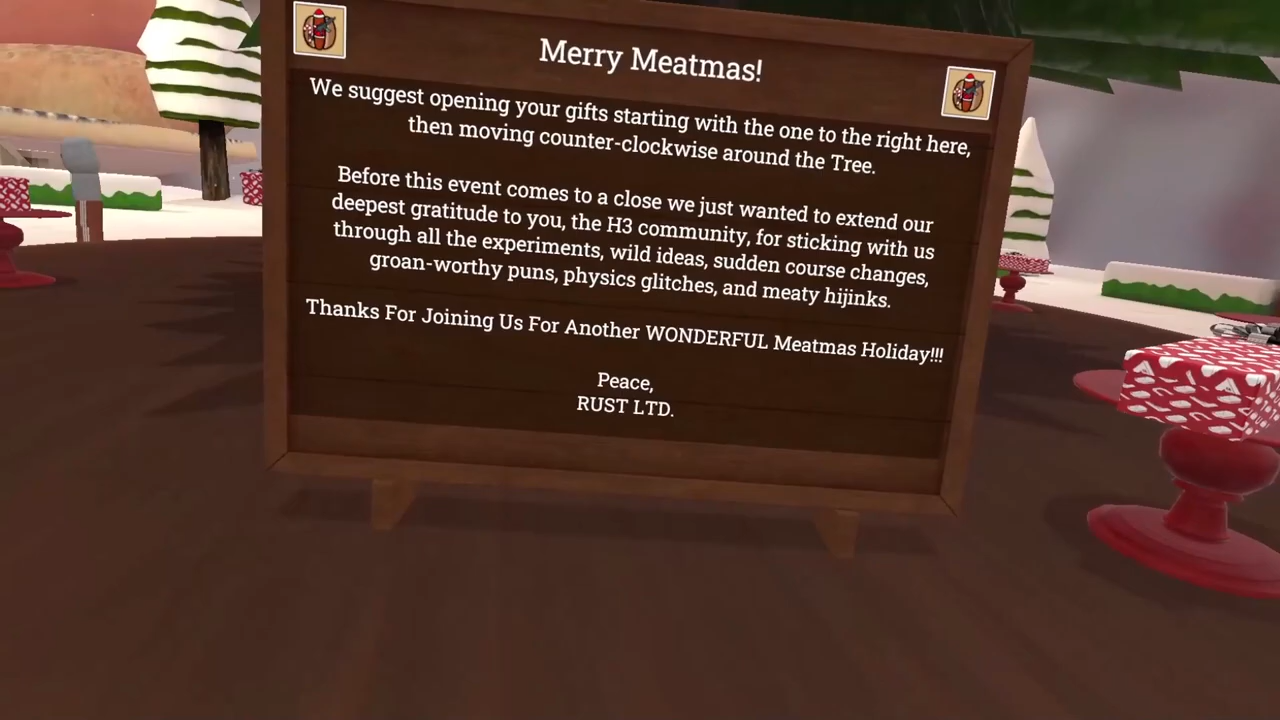 Merry Meatmas!
We suggest opening your gifts starting with the one to the right here,
then moving counter-clockwise around the Tree.
Before this event comes to a close we just wanted to extend our
deepest gratitude to you, the H3 community, for sticking with us
through all the experiments, wild ideas, sudden course changes,
groan-worthy puns, physics glitches, and meaty hijinks.
Thanks For Joining Us For Another WONDERFUL Meatmas Holiday!!!
Peace,
RUST LTD.